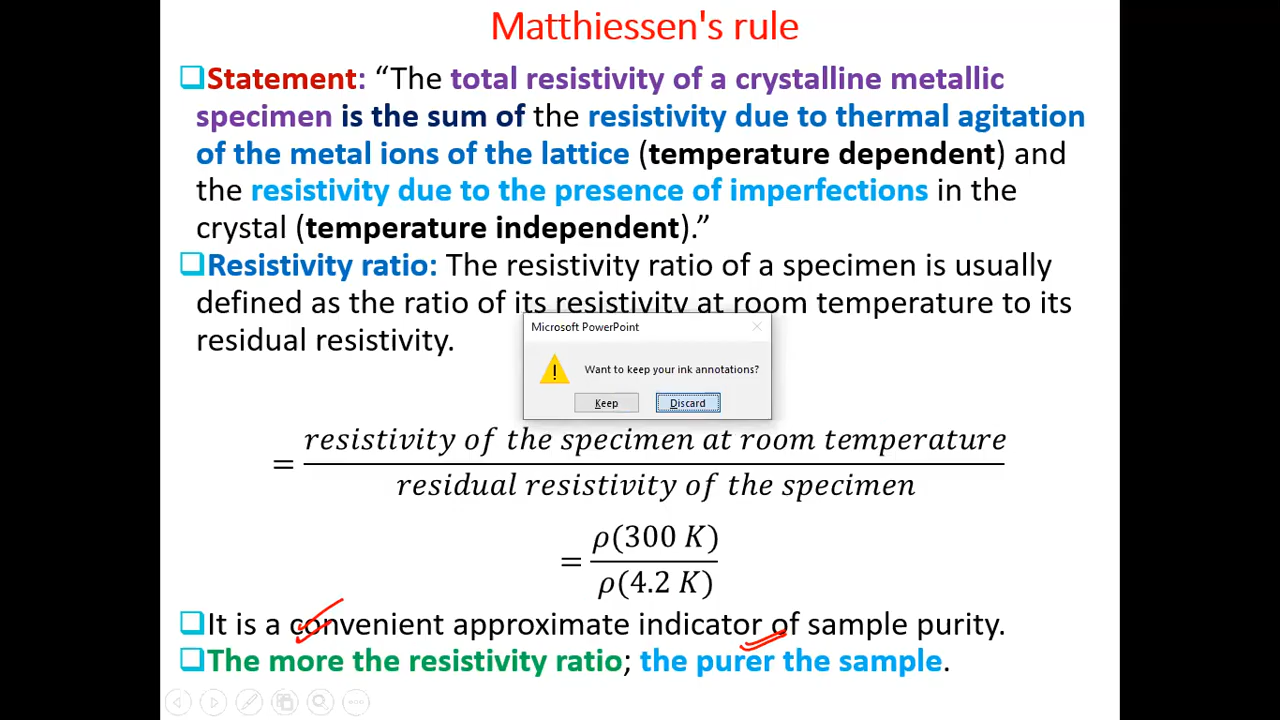 Matthiessen's rule
Statement: “The total resistivity of a crystalline metallic
specimen is the sum of the resistivity due to thermal agitation
of the metal ions of the lattice (temperature dependent) and
the resistivity due to the presence of imperfections in the
crystal (temperature independent).”
Resistivity ratio: The resistivity ratio of a specimen is usually
defined as the ratio of its resistivity at room temperature to its
residual resistivity.
Microsoft PowerPoint
Want to keep your ink annotations?
Keep Discard
resistivity of the specimen at room temperature
=
residual resistivity of the specimen
ρ(300 K)
=
ρ(4.2 K)
It is a convenient approximate indicator of sample purity.
The more the resistivity ratio; the purer the sample.